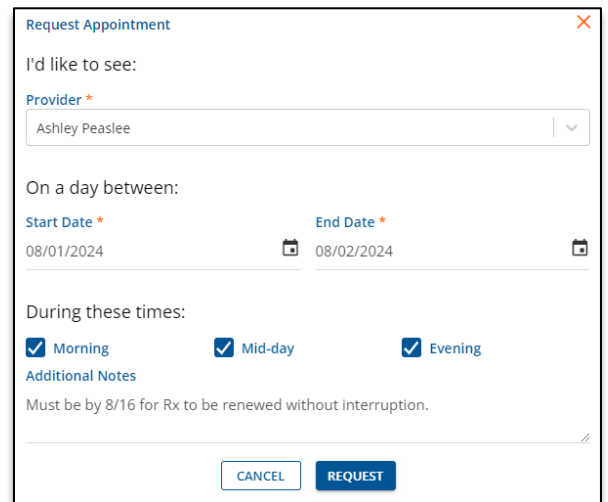 Request Appointment
I'd like to see:
Provider *
Ashley Peaslee
On a day between:
Start Date * End Date *
08/01/2024 08/02/2024
During these times:
Morning Mid-day Evening
Additional Notes
Must be by 8/16 for Rx to be renewed without interruption.
CANCEL REQUEST